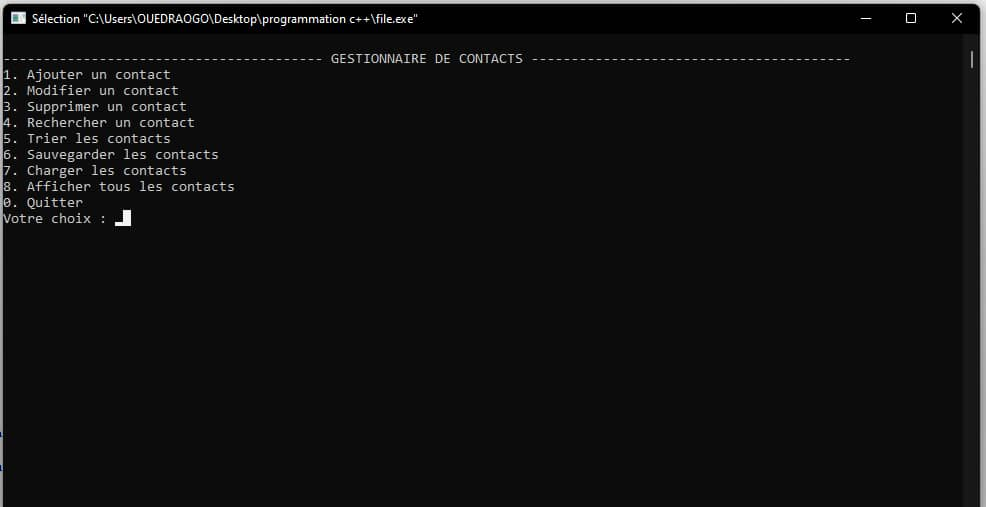 Sélection "C:\Users\OUEDRAOGO\Desktop\programmation c++\file.exe"
---------------------------------------- GESTIONNAIRE DE CONTACTS ----------------------------------------
1. Ajouter un contact
2. Modifier un contact
3. Supprimer un contact
4. Rechercher un contact
5. Trier les contacts
6. Sauvegarder les contacts
7. Charger les contacts
8. Afficher tous les contacts
0. Quitter
Votre choix : _